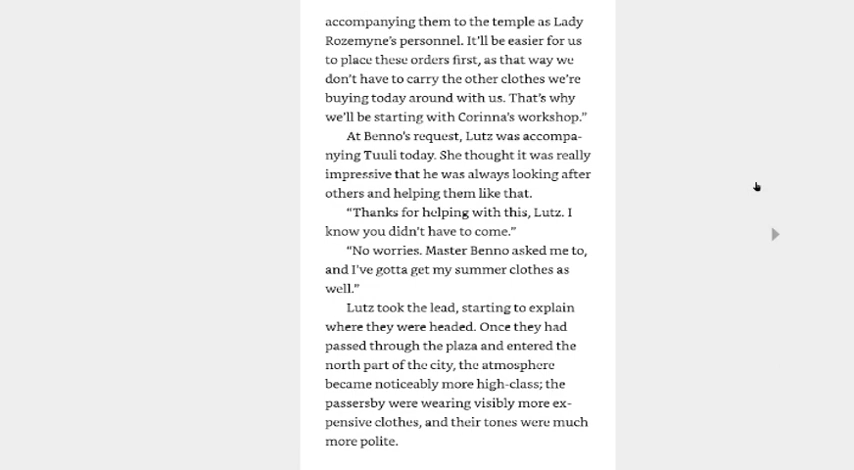 accompanying them to the temple as Lady
Rozemyne's personnel. It'll be easier for us
to place these orders first, as that way we
don't have to carry the other clothes we're
buying today around with us. That's why
we'll be starting with Corinna's workshop."
At Benno's request, Lutz was accompa-
nying Tuuli today. She thought it was really
impressive that he was always looking after
others and helping them like that.
"Thanks for helping with this, Lutz. I
know you didn't have to come."
"No worries. Master Benno asked me to,
and I've gotta get my summer clothes as
well."
Lutz took the lead, starting to explain
where they were headed. Once they had
passed through the plaza and entered the
north part of the city, the atmosphere
became noticeably more high-class; the
passersby were wearing visibly more ex-
pensive clothes, and their tones were much
more polite.